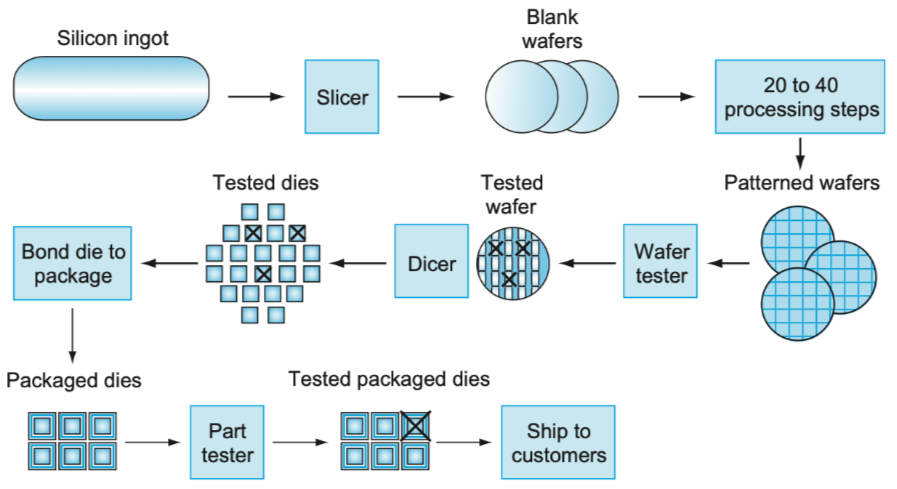 Silicon ingot
Slicer
Blank
wafers
20 to 40
processing steps
Tested dies
Tested
wafer
Patterned wafers
Bond die to
package
Dicer
Wafer
tester
Packaged dies
Tested packaged dies
Part
tester
Ship to
customers